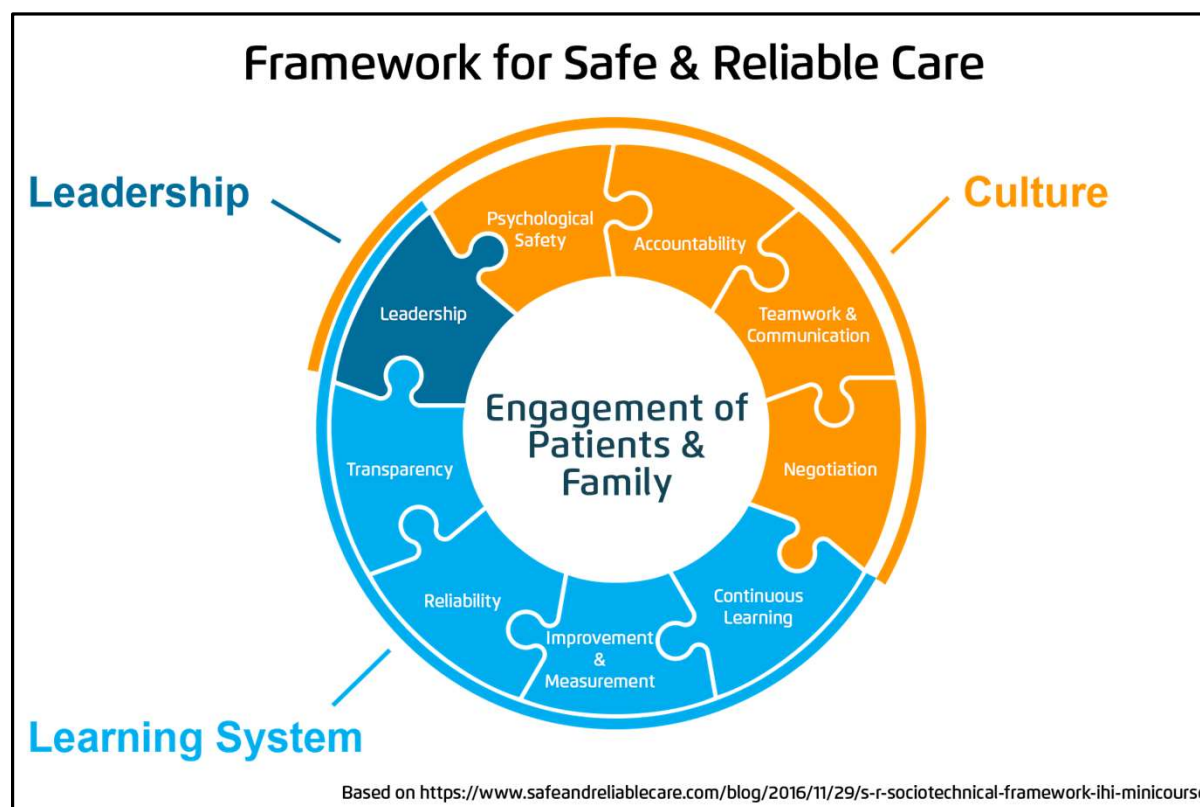 Framework for Safe & Reliable Care
Leadership
Culture
Psychological
Safety
Accountability
Teamwork &
Communication
Leadership
Engagement of
Patients &
Family
Transparency
Negotiation
Reliability
Continuous
Learning
Improvement
&
Measurement
Learning System
Based on https://www.safeandreliablecare.com/blog/2016/11/29/s-r-sociotechnical-framework-ihi-minicourse